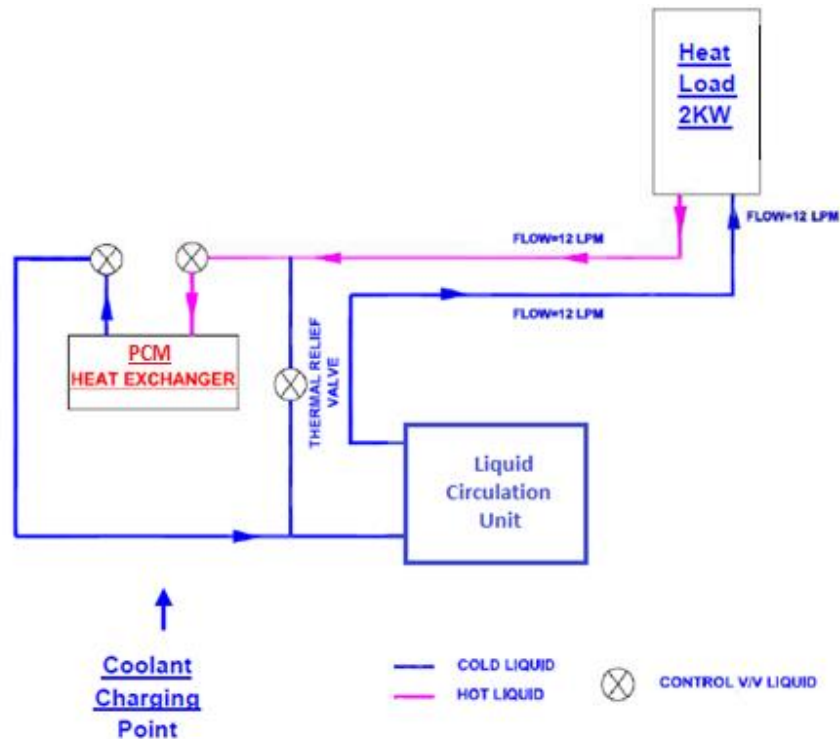 Heat
Load
2KW
FLOW=12 LPM
FLOW=12 LPM
FLOW=12 LPM
PCM
HEAT EXCHANGER
THERMAL RELIEF
VALVE
Liquid
Circulation
Unit
Coolant
Charging
Point
COLD LIQUID
HOT LIQUID
CONTROL V/V LIQUID